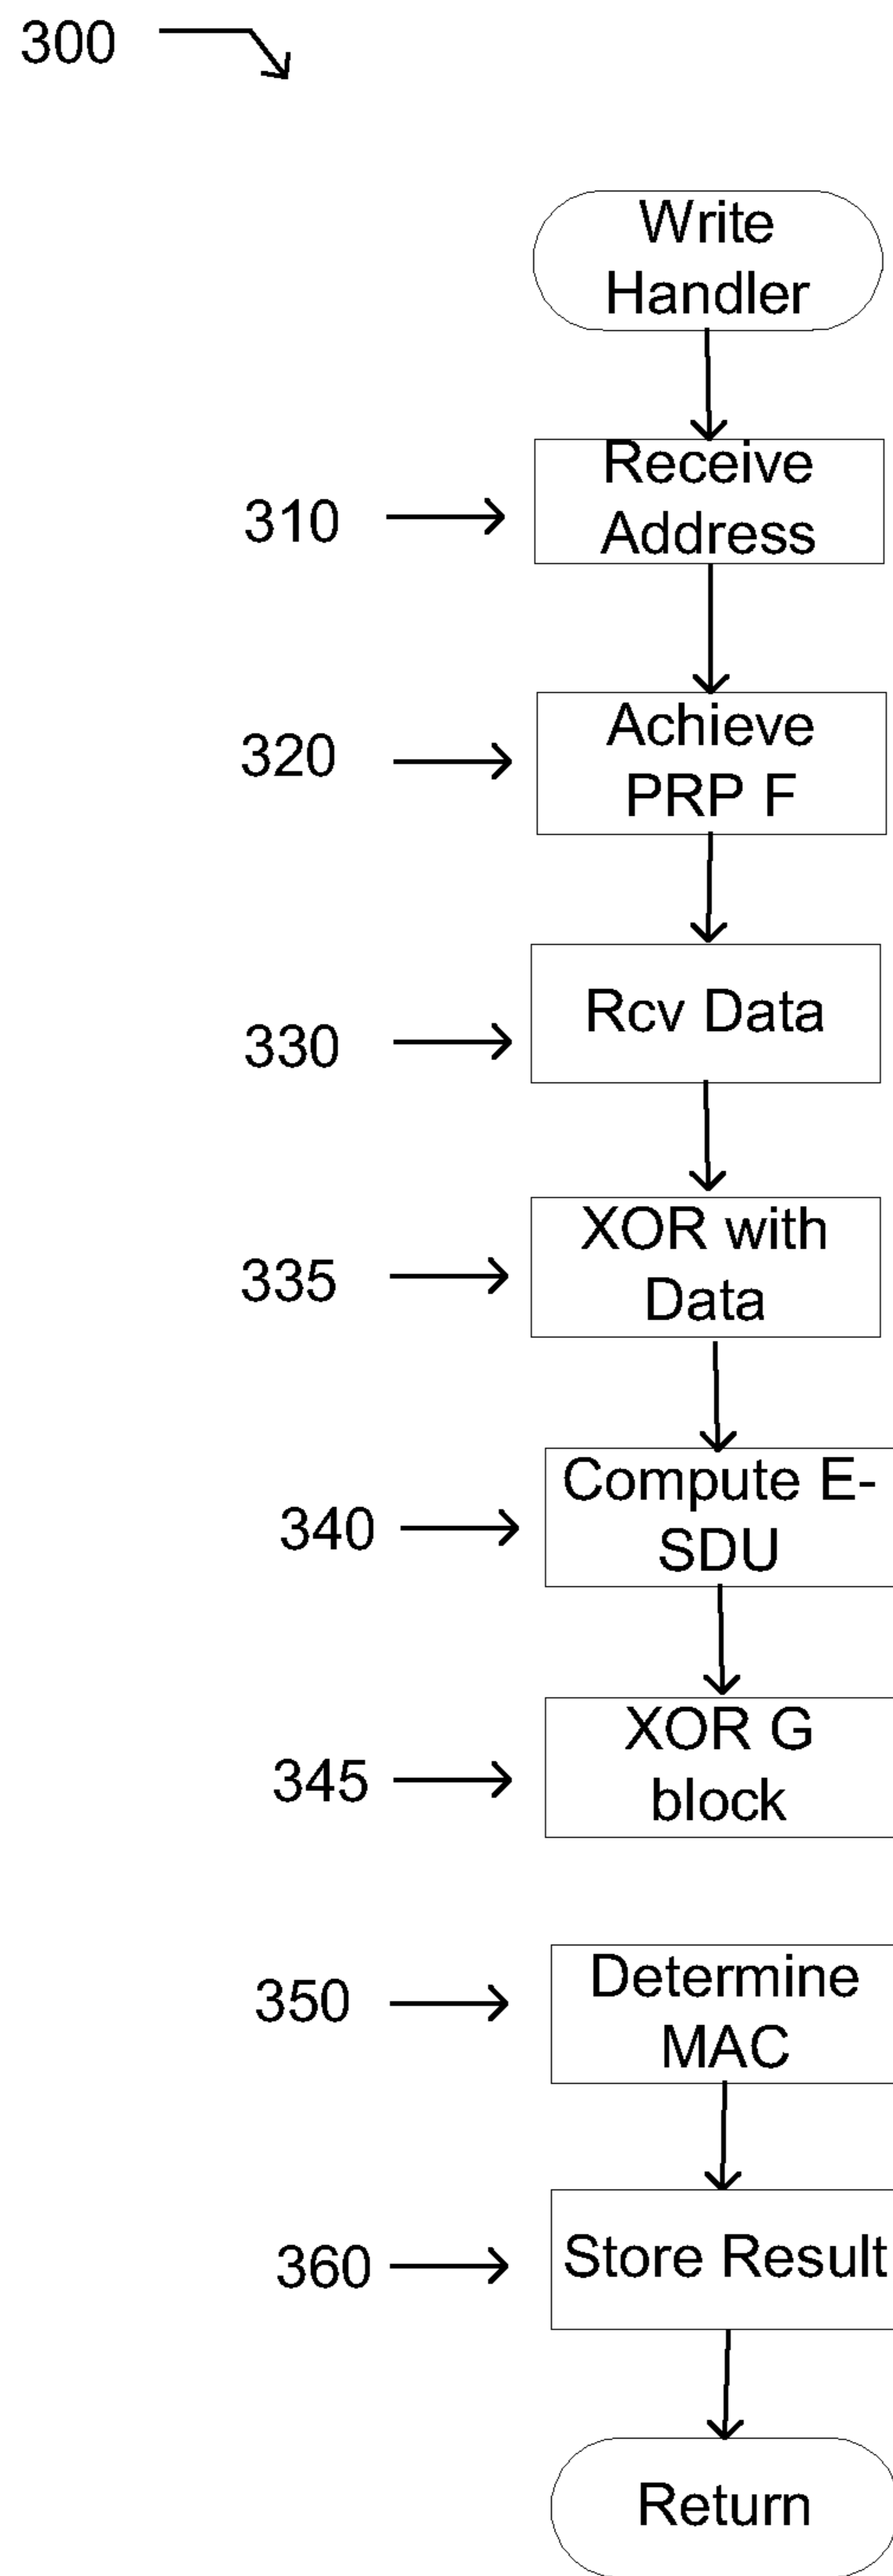 300
Write
Handler
310
Receive
Address
320
Achieve
PRP F
330
Rcv Data
335
XOR with
Data
340
Compute E-
SDU
345
XOR G
block
350
Determine
MAC
360
Store Result
Return